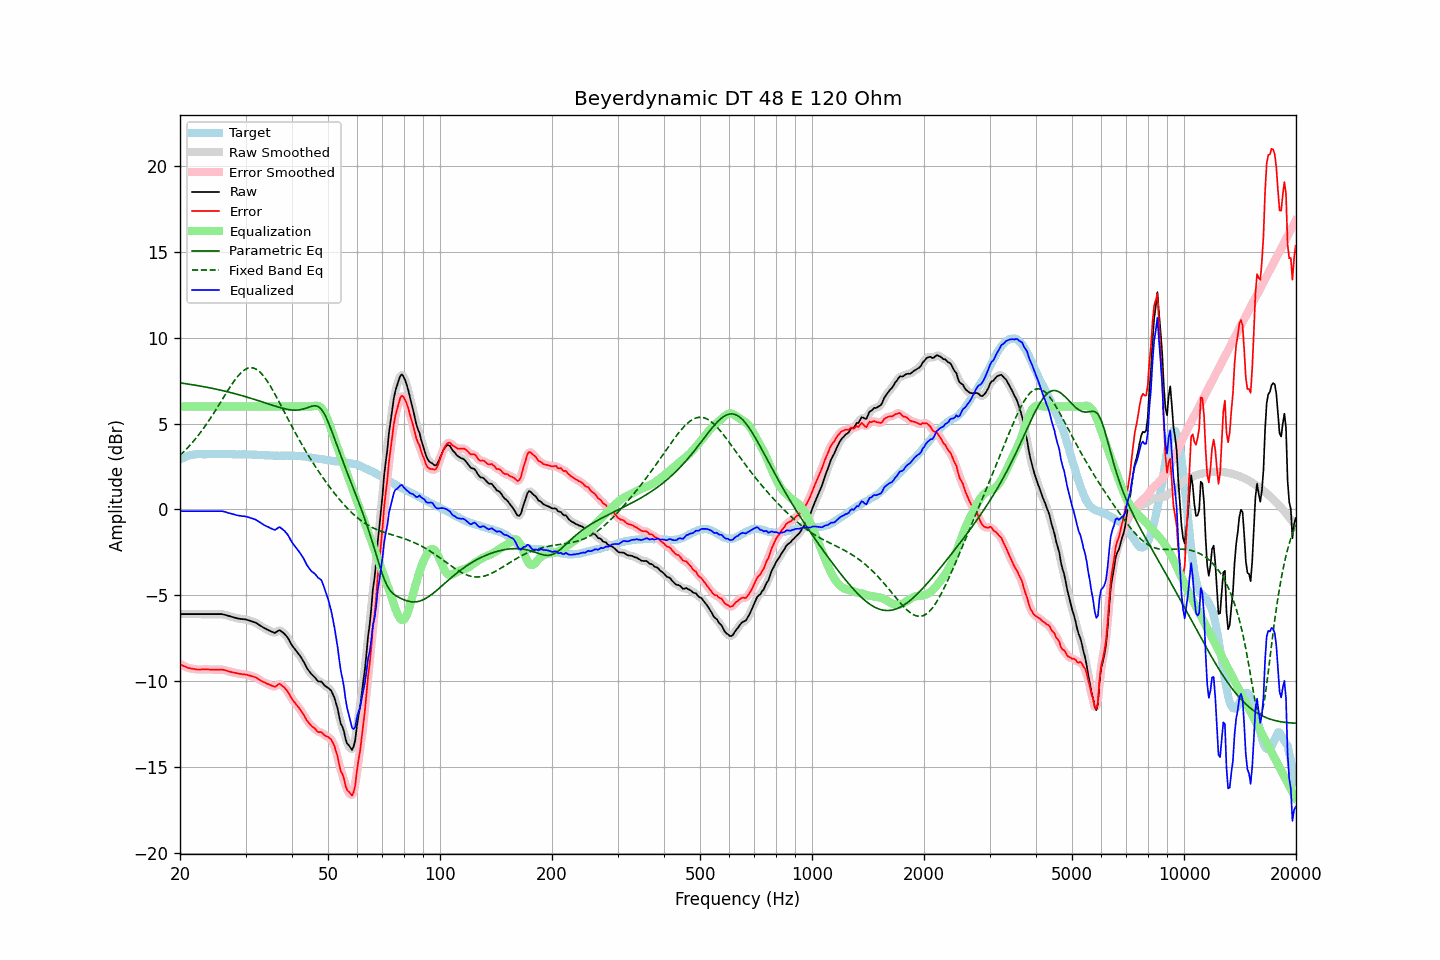 Beyerdynamic DT 48 E 120 Ohm
Target
Raw Smoothed
Error Smoothed
Raw
Error
Equalization
Parametric Eq
Fixed Band Eq
Equalized
Amplitude (dBr)
20
15
10
5
0
−5
−10
−15
−20
20 50 100 200 500 1000 2000 5000 10000 20000
Frequency (Hz)